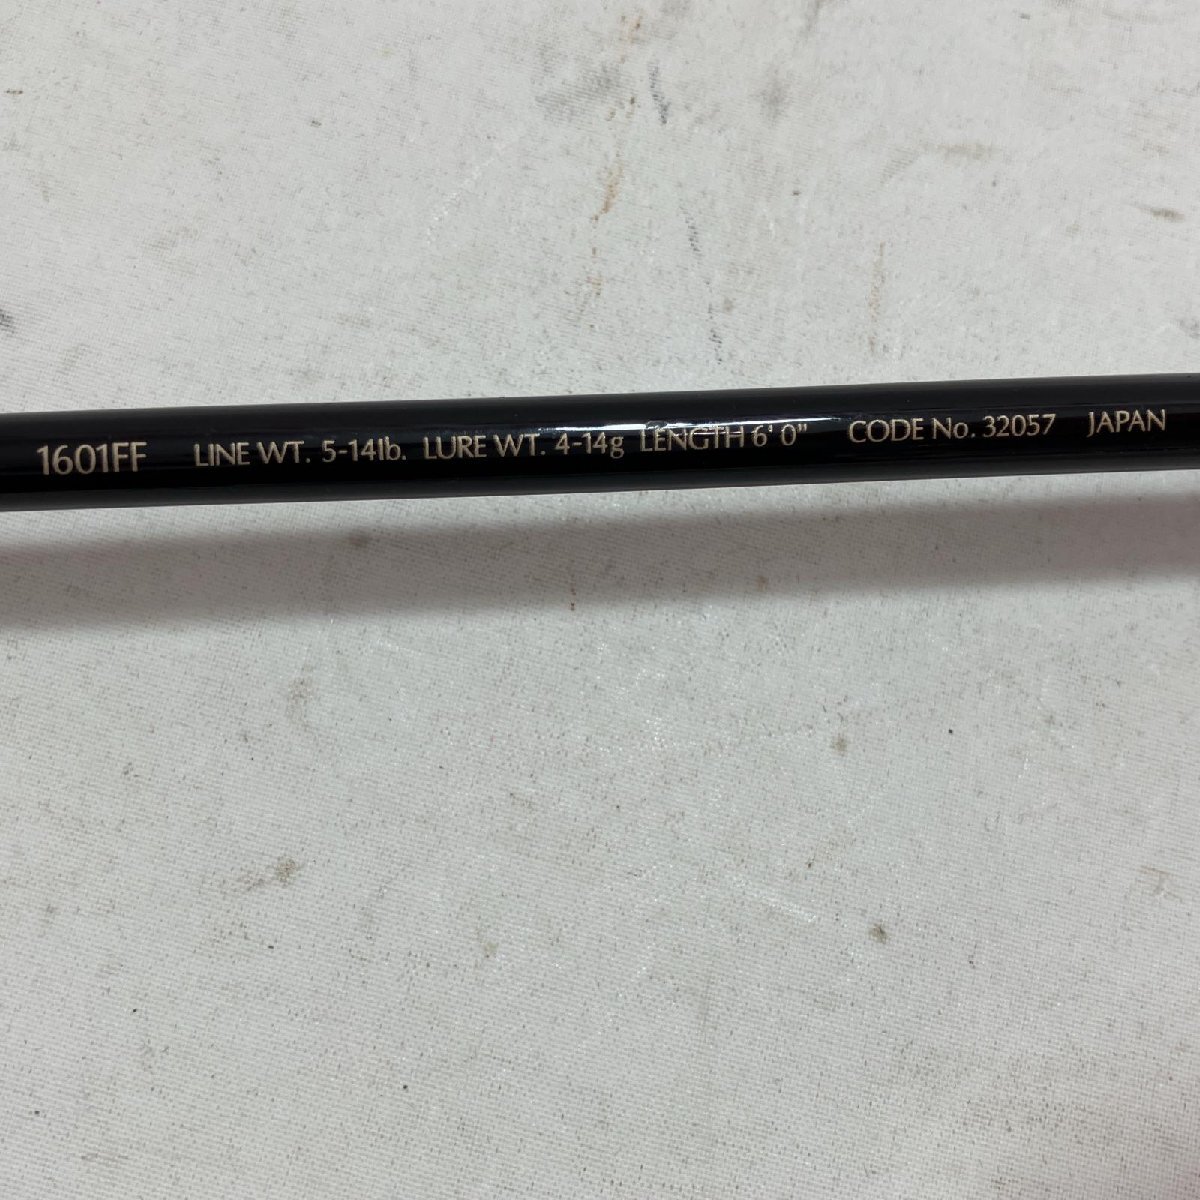 1601FF LINE WT. 5-14lb. LURE WT. 4-14g LENGTH 6' 0" CODE No. 32057 JAPAN